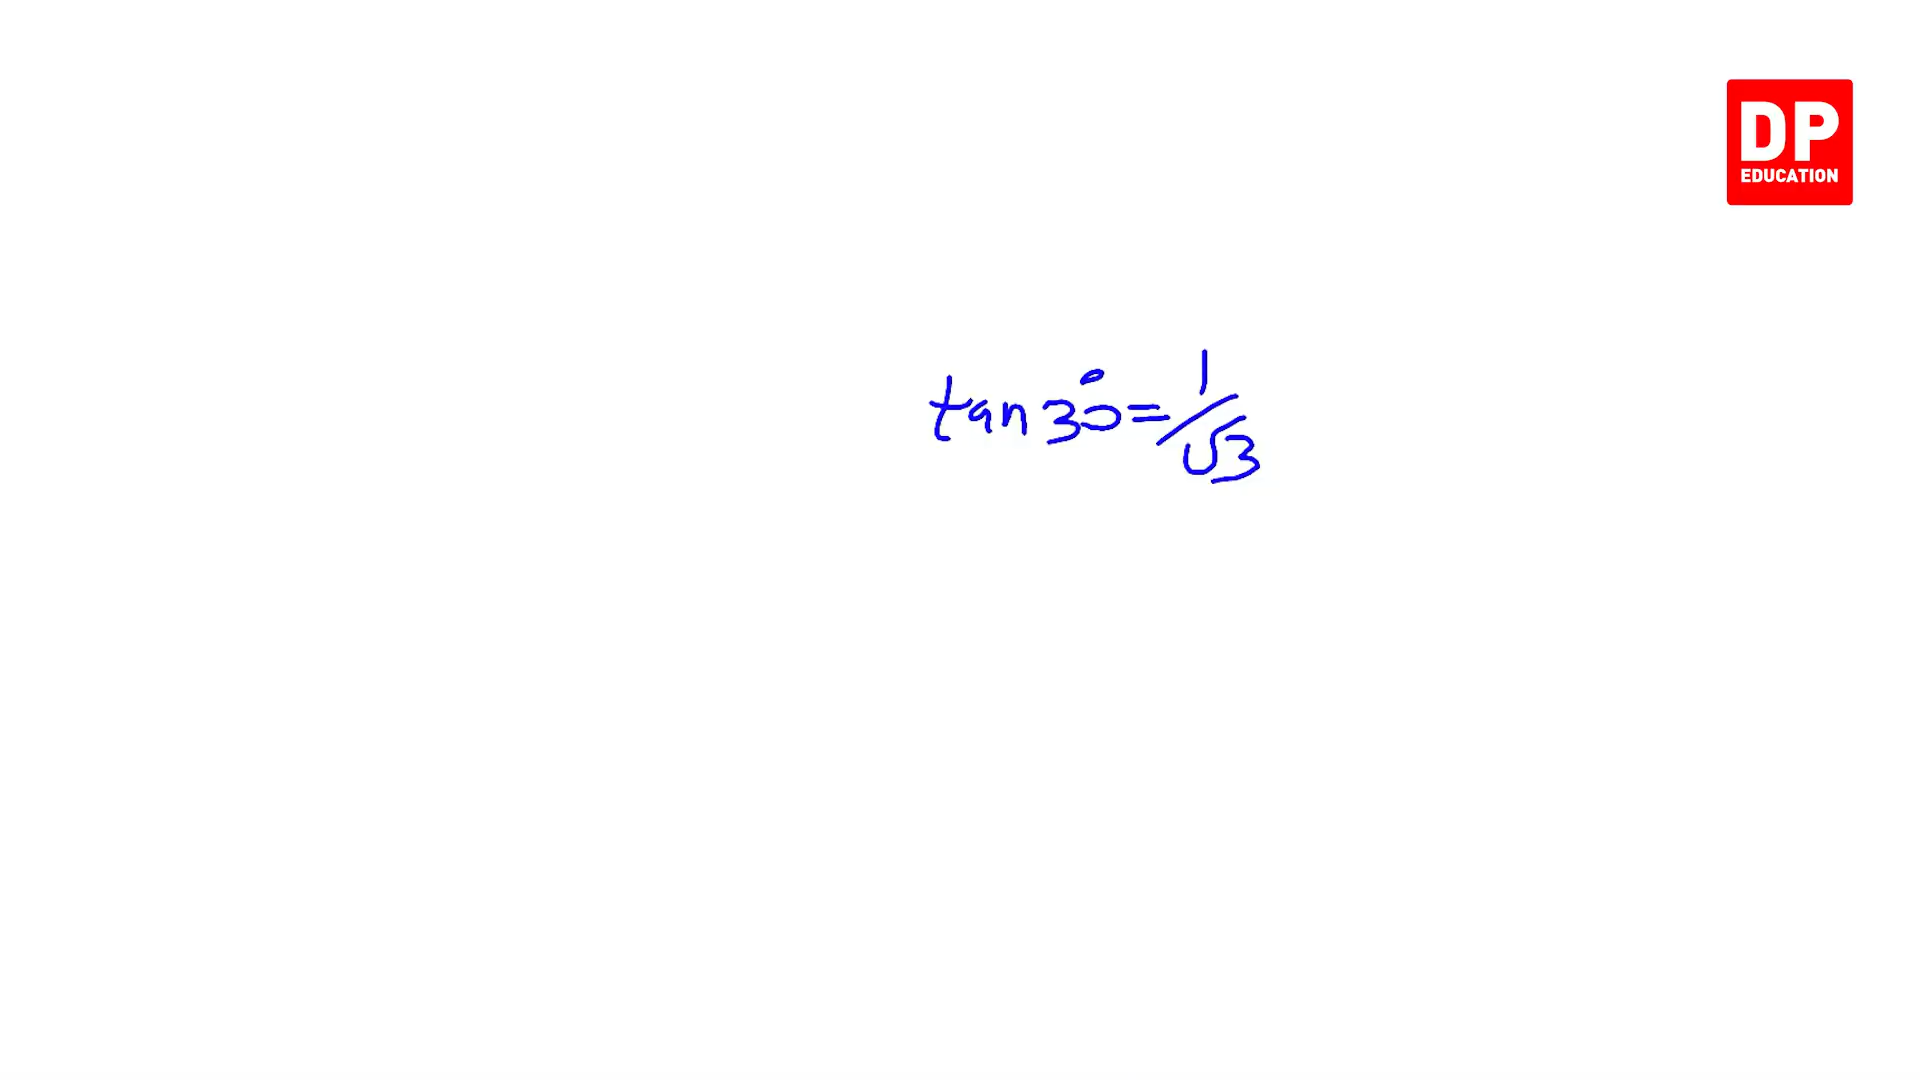 DP
EDUCATION
tan 30° = 1/√3